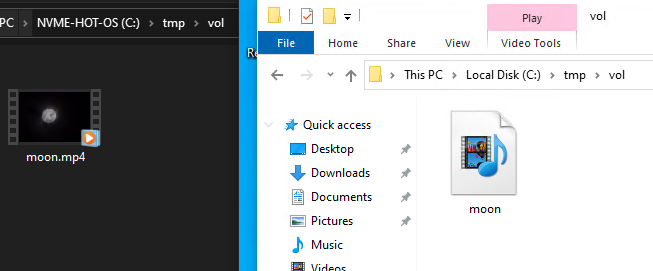 PC > NVME-HOT-OS (C:) > tmp > vol
moon.mp4
Play
vol
File
Home
Share
View
Video Tools
This PC > Local Disk (C:) > tmp > vol
Quick access
Desktop
Downloads
Documents
Pictures
Music
Videos
moon